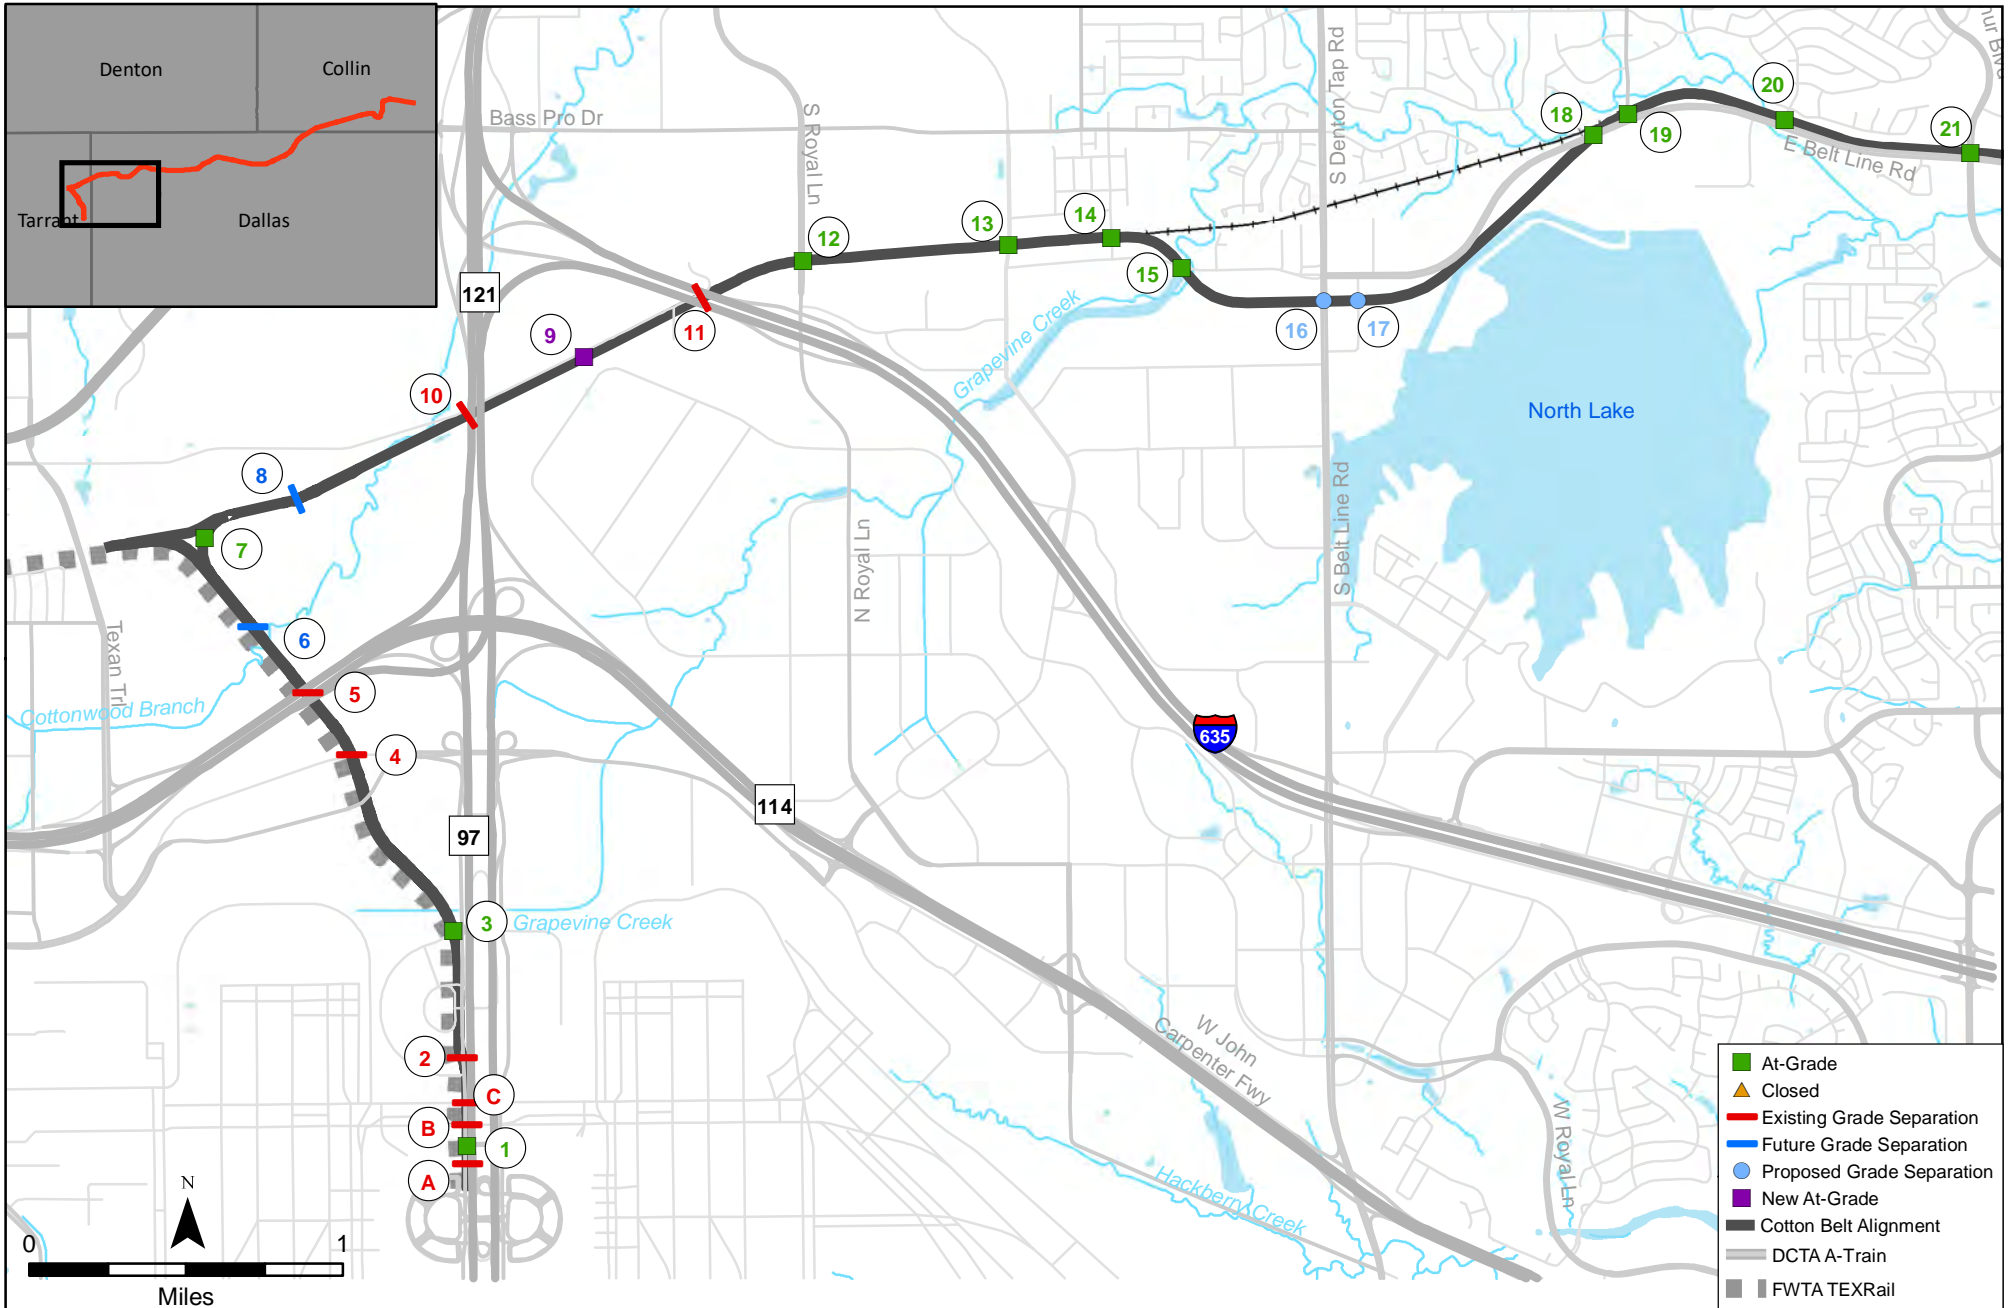 Denton
Collin
Tarrant
Dallas
Bass Pro Dr
S Royal Ln
S Denton Tap Rd
E Belt Line Rd
121
9
10
11
12
13
14
15
16
17
18
19
20
21
8
7
6
5
4
3
2
C
B
1
A
Grapevine Creek
North Lake
S Belt Line Rd
N Royal Ln
Texan Trl
Cottonwood Branch
635
114
97
Grapevine Creek
W John
Carpenter Fwy
Hackberry Creek
W Royal Ln
N
0
1
Miles
At-Grade
Closed
Existing Grade Separation
Future Grade Separation
Proposed Grade Separation
New At-Grade
Cotton Belt Alignment
DCTA A-Train
FWTA TEXRail